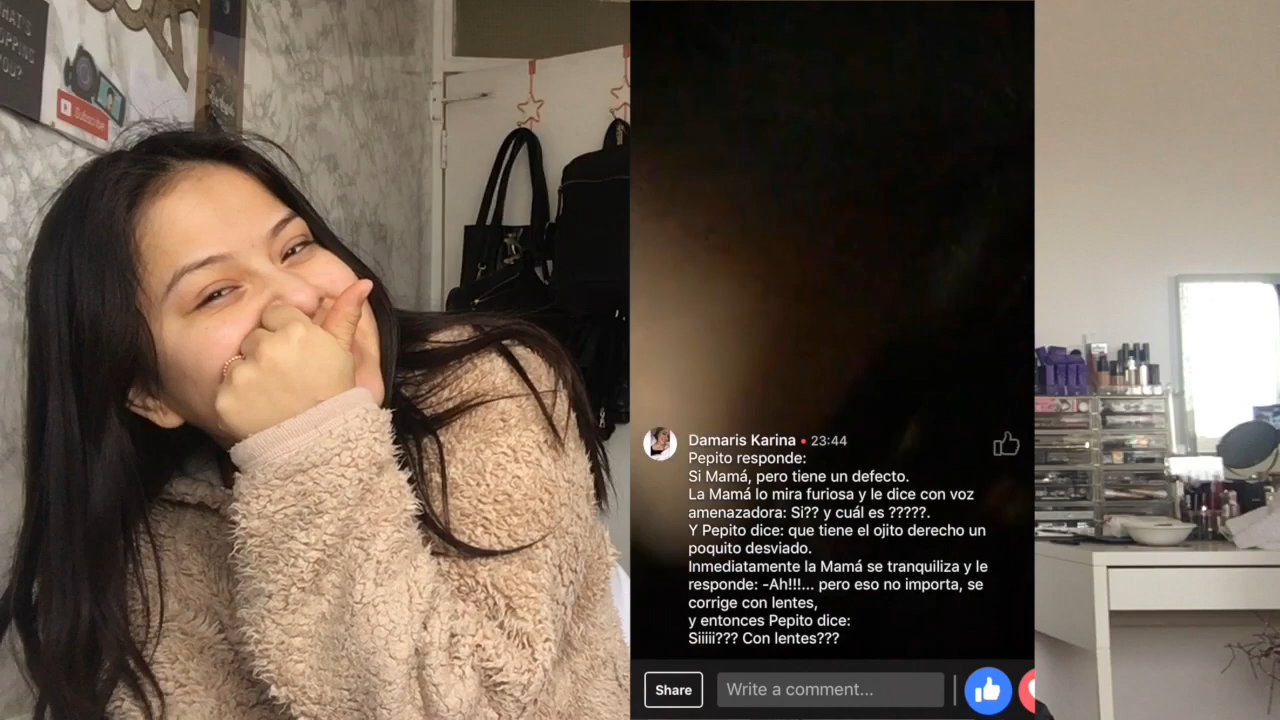 Subscribe
Damaris Karina • 23:44
Pepito responde:
Si Mamá, pero tiene un defecto.
La Mamá lo mira furiosa y le dice con voz
amenazadora: Si?? y cuál es ?????.
Y Pepito dice: que tiene el ojito derecho un
poquito desviado.
Inmediatamente la Mamá se tranquiliza y le
responde: -Ah!!!... pero eso no importa, se
corrige con lentes,
y entonces Pepito dice:
Siiiii??? Con lentes???
Share
Write a comment...